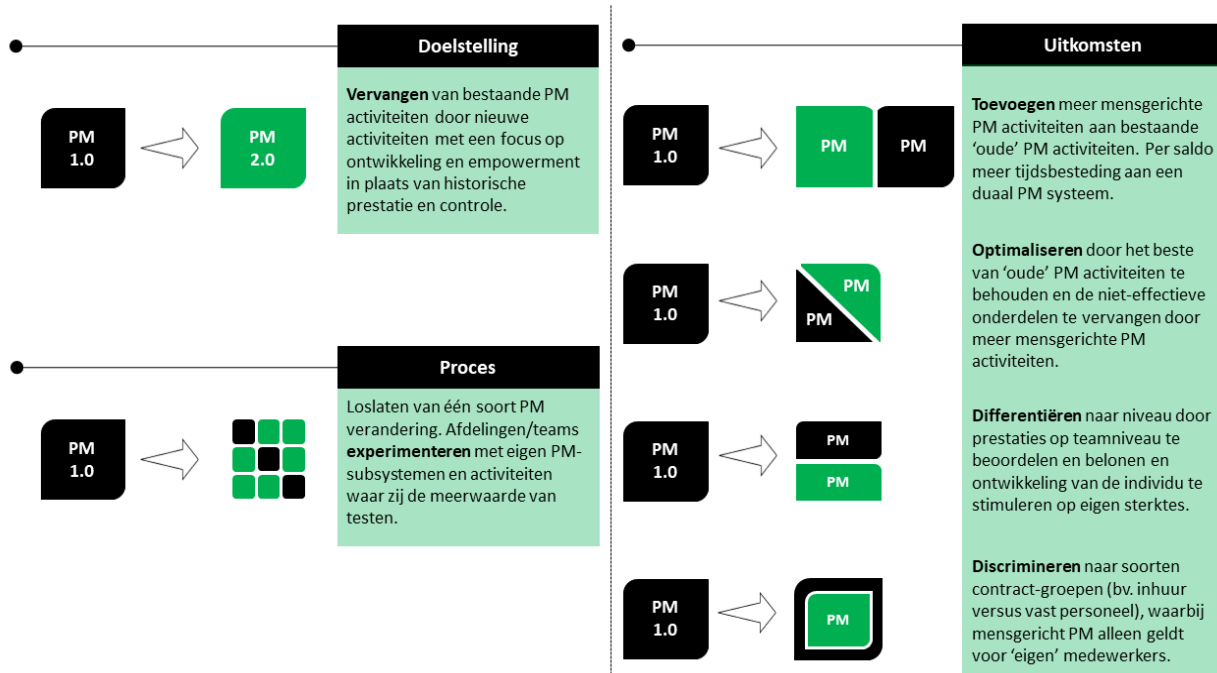 Doelstelling
PM
1.0
PM
2.0
Vervangen van bestaande PM
activiteiten door nieuwe
activiteiten met een focus op
ontwikkeling en empowerment
in plaats van historische
prestatie en controle.
Proces
PM
1.0
Loslaten van één soort PM
verandering. Afdelingen/teams
experimenteren met eigen PM-
subsystemen en activiteiten
waar zij de meerwaarde van
testen.
Uitkomsten
PM
1.0
PM
PM
Toevoegen meer mensgerichte
PM activiteiten aan bestaande
‘oude’ PM activiteiten. Per saldo
meer tijdsbesteding aan een
duaal PM systeem.
PM
1.0
PM
PM
Optimaliseren door het beste
van ‘oude’ PM activiteiten te
behouden en de niet-effectieve
onderdelen te vervangen door
meer mensgerichte PM
activiteiten.
PM
1.0
PM
PM
Differentiëren naar niveau door
prestaties op teamniveau te
beoordelen en belonen en
ontwikkeling van de individu te
stimuleren op eigen sterktes.
PM
1.0
PM
Discrimineren naar soorten
contract-groepen (bv. inhuur
versus vast personeel), waarbij
mensgericht PM alleen geldt
voor ‘eigen’ medewerkers.